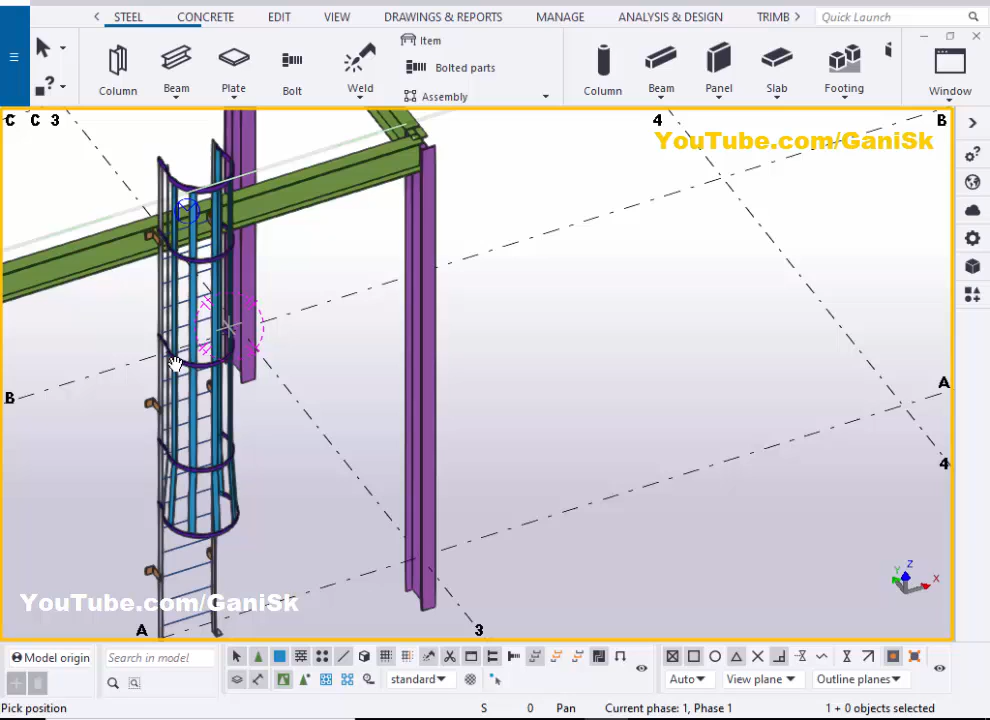 STEEL CONCRETE EDIT VIEW DRAWINGS & REPORTS MANAGE ANALYSIS & DESIGN TRIMB Quick Launch
Item
Bolted parts
Column Beam Plate Bolt Weld Assembly Column Beam Panel Slab Footing Window
C C 3 4 B
YouTube.com/GaniSk
B A
4
YouTube.com/GaniSk
A 3
Z
Y X
Model origin Search in model
standard Auto View plane Outline planes
Pick position S 0 Pan Current phase: 1, Phase 1 1 + 0 objects selected